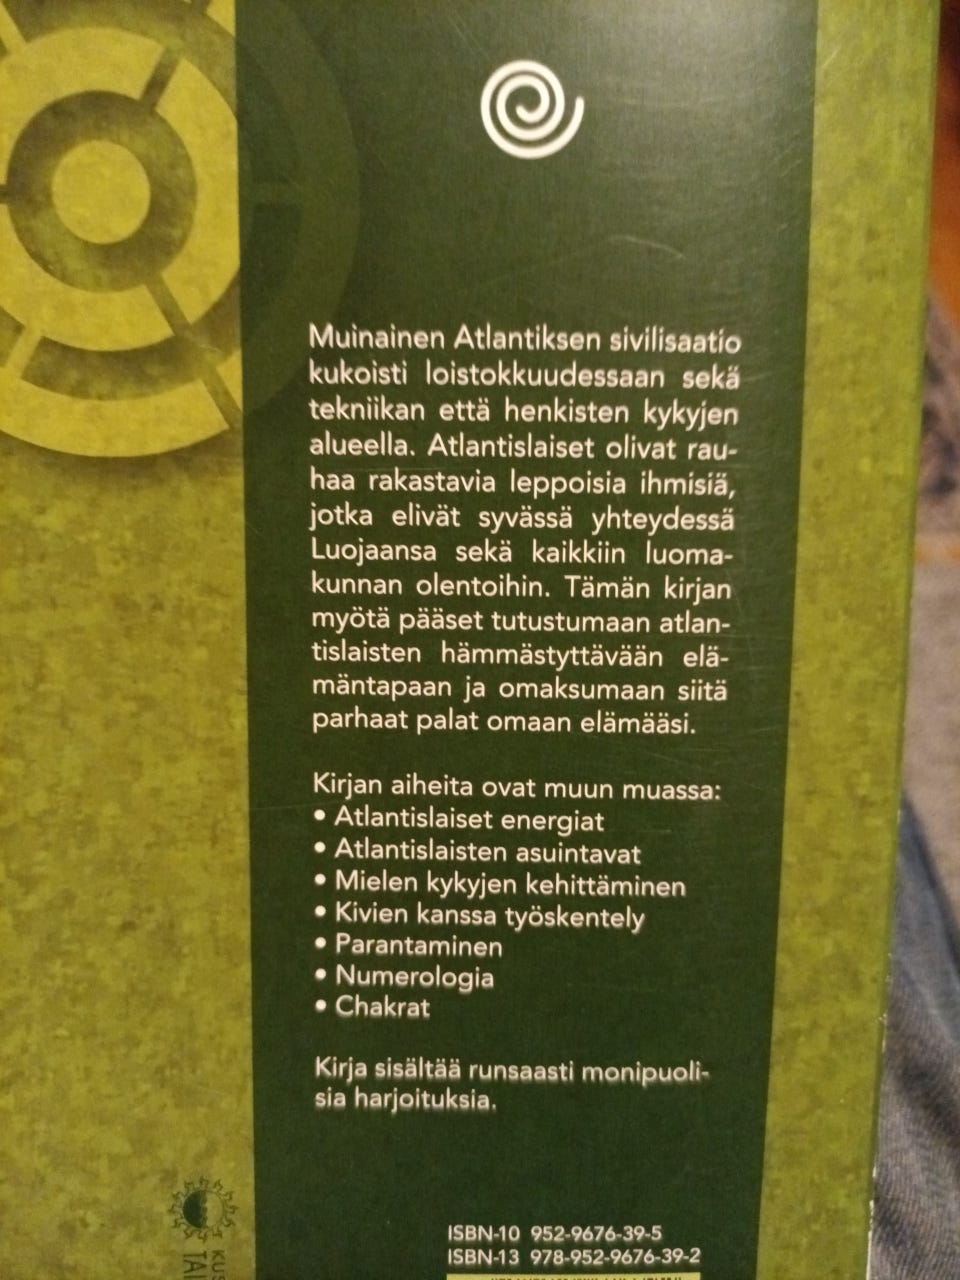 Muinainen Atlantiksen sivilisaatio
kukoisti loistokkuudessaan sekä
tekniikan että henkisten kykyjen
alueella. Atlantislaiset olivat rau-
haa rakastavia leppoisia ihmisiä,
jotka elivät syvässä yhteydessä
Luojaansa sekä kaikkiin luoma-
kunnan olentoihin. Tämän kirjan
myötä pääset tutustumaan atlan-
tislaisten hämmästyttävään elä-
mäntapaan ja omaksumaan siitä
parhaat palat omaan elämääsi.
Kirjan aiheita ovat muun muassa:
• Atlantislaiset energiat
• Atlantislaisten asuintavat
• Mielen kykyjen kehittäminen
• Kivien kanssa työskentely
• Parantaminen
• Numerologia
• Chakrat
Kirja sisältää runsaasti monipuoli-
sia harjoituksia.
ISBN-10 952-9676-39-5
ISBN-13 978-952-9676-39-2